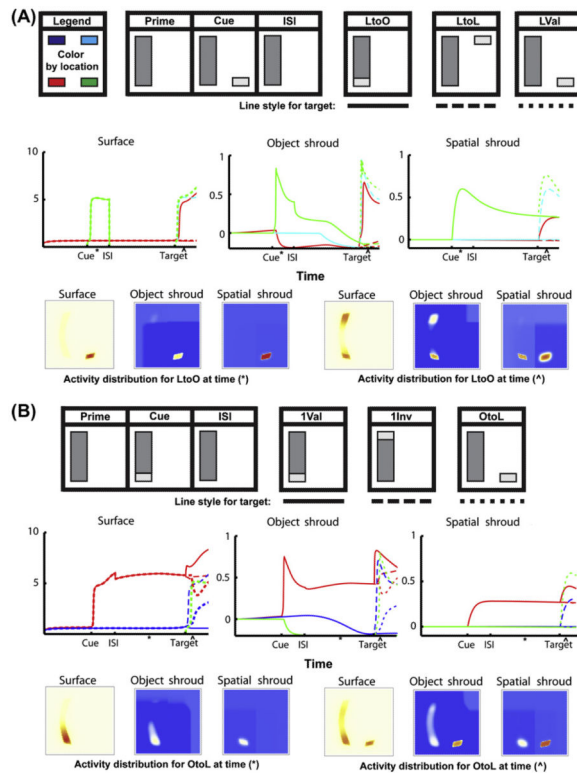 (A)
Legend
Color
by location
Prime Cue ISI
LtoO
LtoL
LVal
Line style for target:
Surface Object shroud Spatial shroud
10
5
1
0.5
0
1
0.5
0
Cue * ISI Target ^
Cue * ISI Target ^
Cue ISI Target ^
Time
Surface Object shroud Spatial shroud
Surface Object shroud Spatial shroud
Activity distribution for LtoO at time (*)
Activity distribution for LtoO at time (^)
(B)
Prime Cue ISI
1Val
1Inv
OtoL
Line style for target:
Surface Object shroud Spatial shroud
10
5
0
1
0.5
0
1
0.5
0
Cue ISI * Target ^
Cue ISI * Target ^
Cue ISI * Target ^
Time
Surface Object shroud Spatial shroud
Surface Object shroud Spatial shroud
Activity distribution for OtoL at time (*)
Activity distribution for OtoL at time (^)